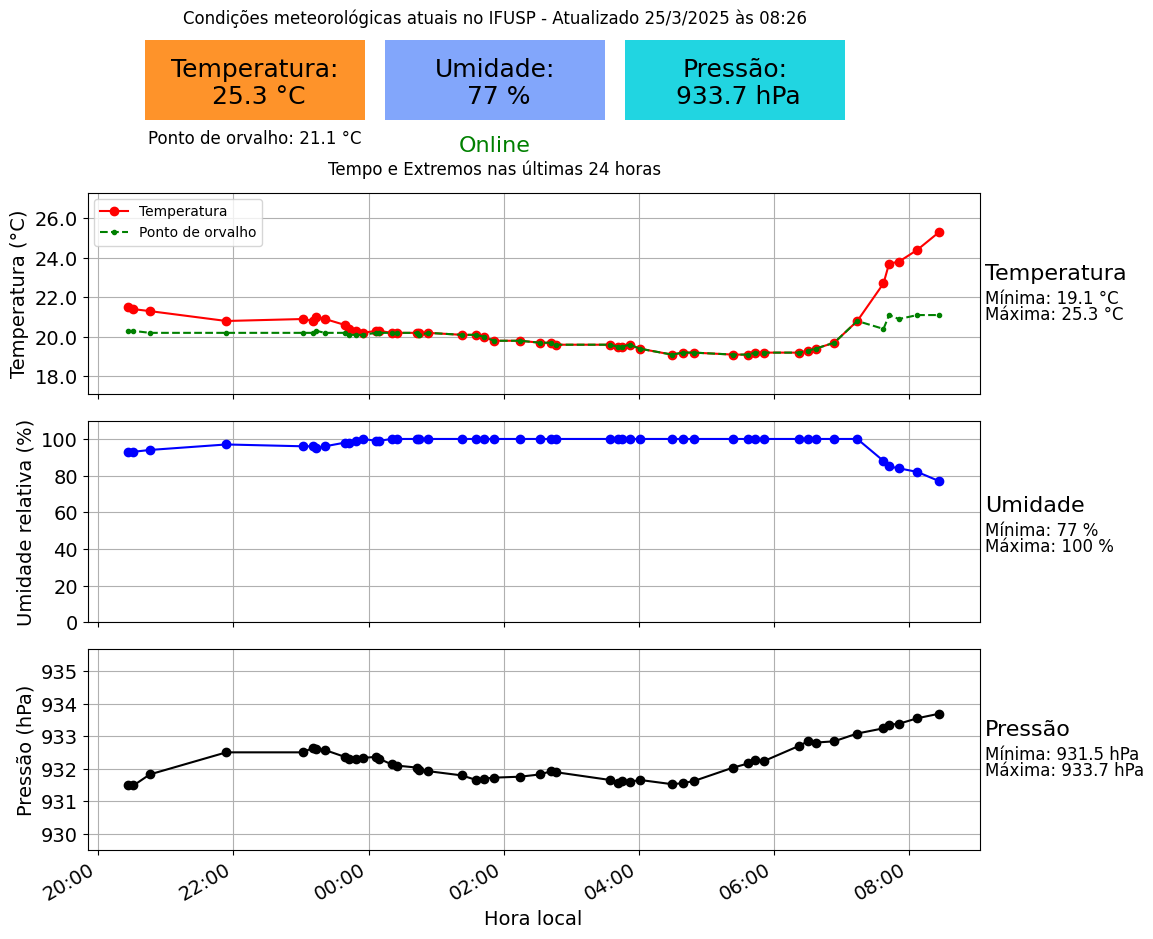 Condições meteorológicas atuais no IFUSP - Atualizado 25/3/2025 às 08:26
Temperatura:
25.3 °C
Umidade:
77 %
Pressão:
933.7 hPa
Ponto de orvalho: 21.1 °C
Online
Tempo e Extremos nas últimas 24 horas
Temperatura (°C)
26.0
24.0
22.0
20.0
18.0
Temperatura
Ponto de orvalho
Temperatura
Mínima: 19.1 °C
Máxima: 25.3 °C
Umidade relativa (%)
100
80
60
40
20
0
Umidade
Mínima: 77 %
Máxima: 100 %
Pressão (hPa)
935
934
933
932
931
930
Pressão
Mínima: 931.5 hPa
Máxima: 933.7 hPa
20:00
22:00
00:00
02:00
04:00
06:00
08:00
Hora local